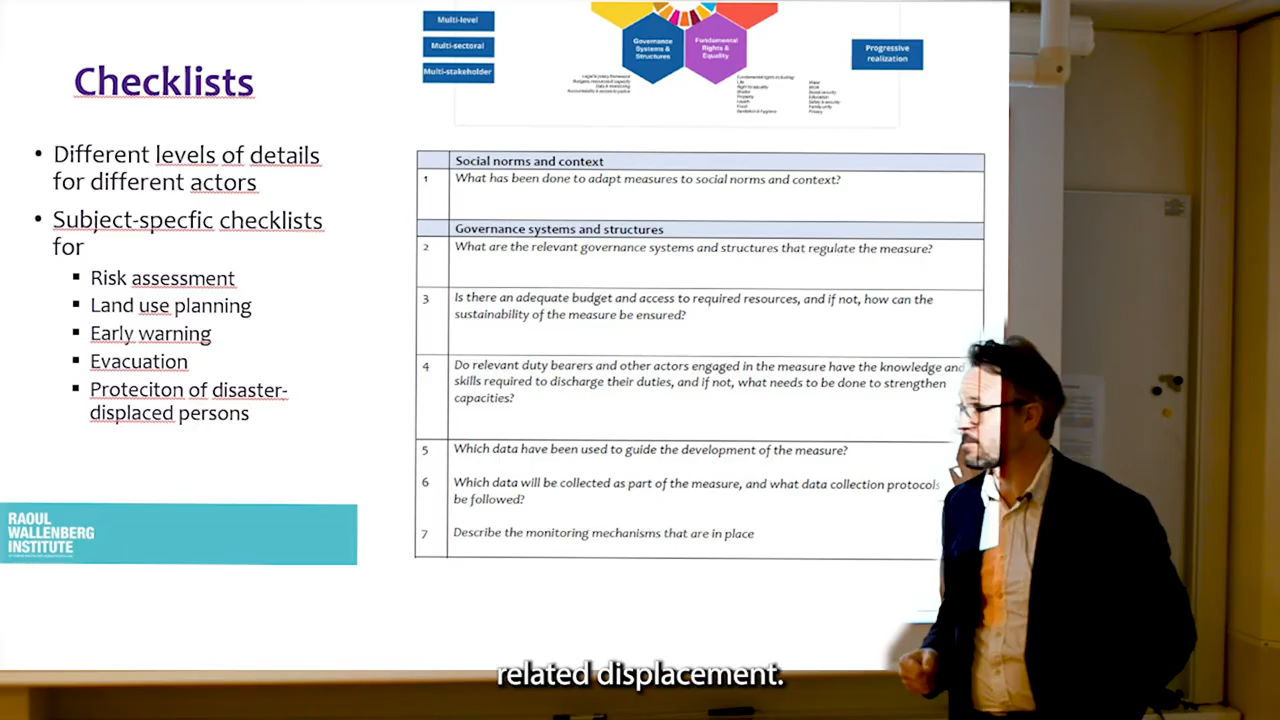 Checklists
• Different levels of details
for different actors
• Subject-specfic checklists
for
▪ Risk assessment
▪ Land use planning
▪ Early warning
▪ Evacuation
▪ Proteciton of disaster-
displaced persons
RAOUL
WALLENBERG
INSTITUTE
Multi-level
Multi-sectoral
Multi-stakeholder
Governance
Systems &
Structures
Fundamental
Rights &
Equality
Progressive
realization
Social norms and context
1 What has been done to adapt measures to social norms and context?
Governance systems and structures
2 What are the relevant governance systems and structures that regulate the measure?
3 Is there an adequate budget and access to required resources, and if not, how can the
sustainability of the measure be ensured?
4 Do relevant duty bearers and other actors engaged in the measure have the knowledge and
skills required to discharge their duties, and if not, what needs to be done to strengthen
capacities?
5 Which data have been used to guide the development of the measure?
6 Which data will be collected as part of the measure, and what data collection protocols
be followed?
7 Describe the monitoring mechanisms that are in place
related displacement.